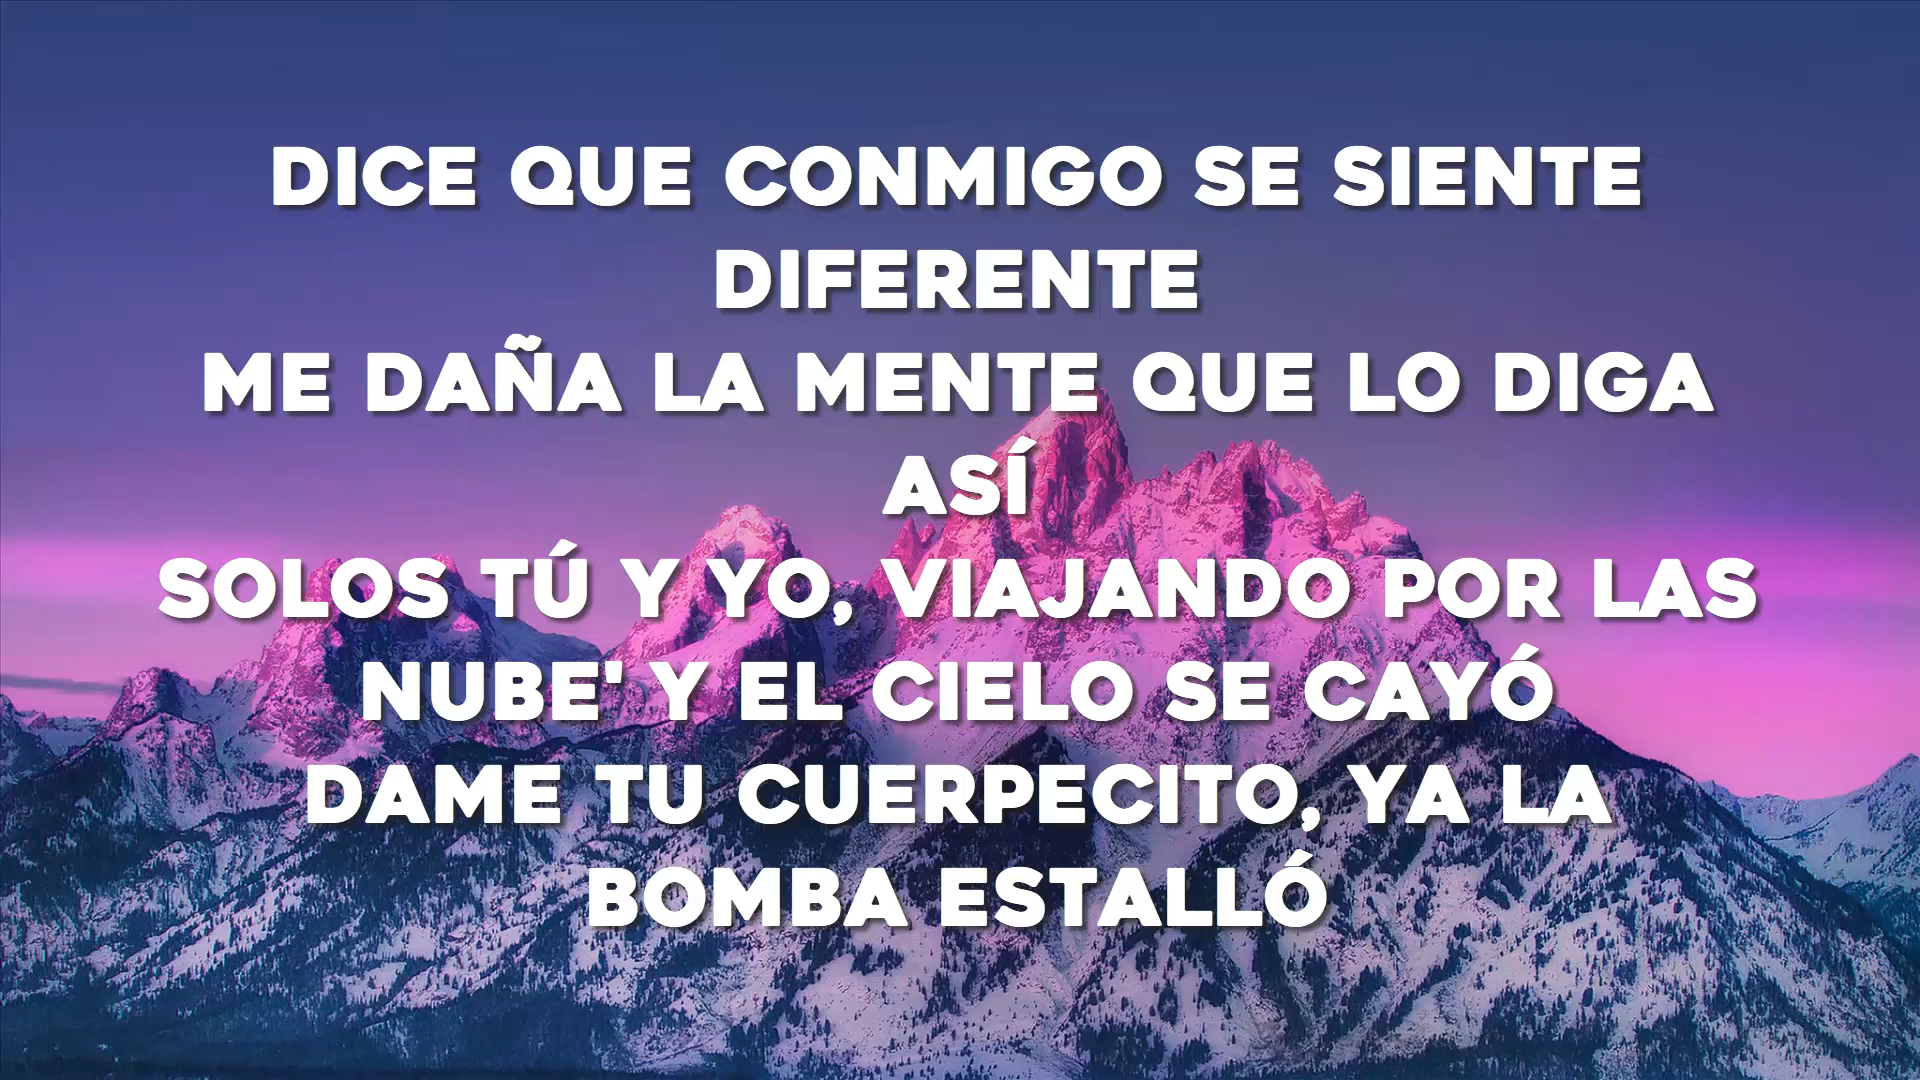 DICE QUE CONMIGO SE SIENTE
DIFERENTE
ME DAÑA LA MENTE QUE LO DIGA
ASÍ
SOLOS TÚ Y YO, VIAJANDO POR LAS
NUBE' Y EL CIELO SE CAYÓ
DAME TU CUERPECITO, YA LA
BOMBA ESTALLÓ